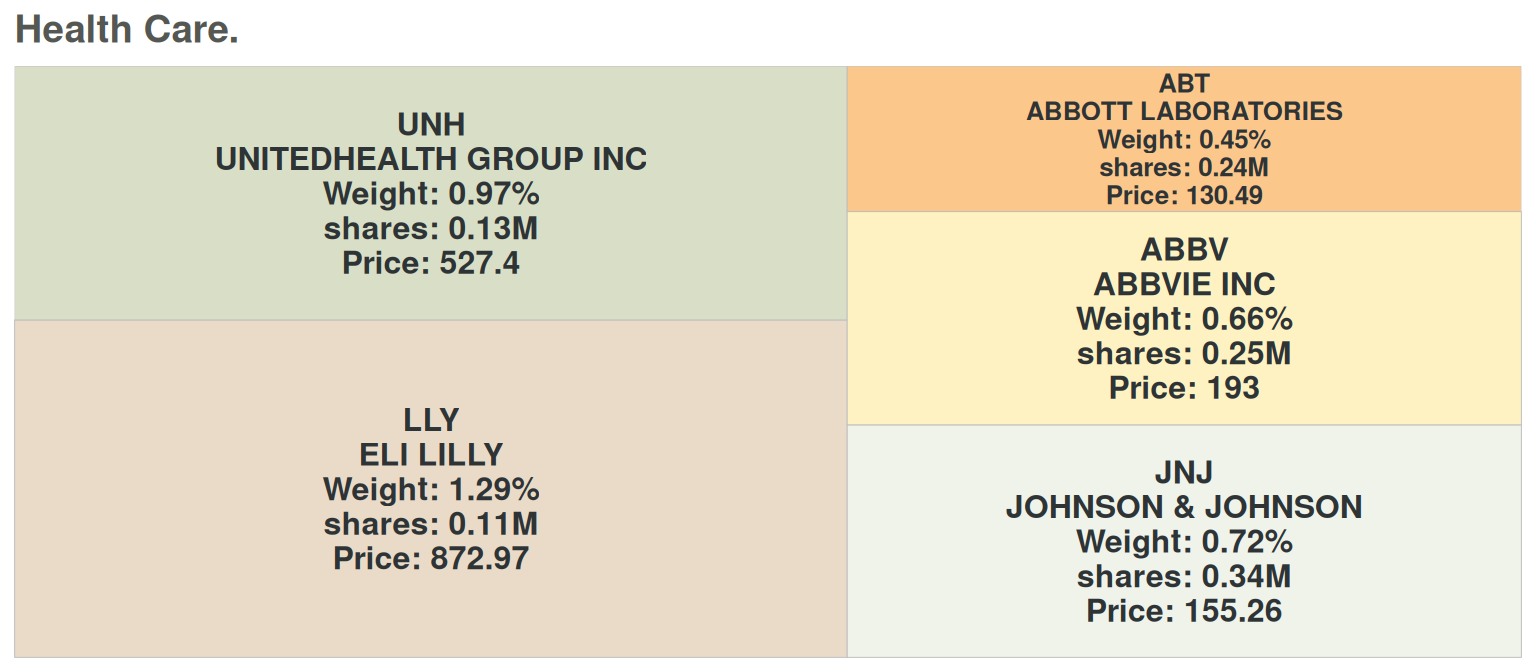 Health Care.
UNH
UNITEDHEALTH GROUP INC
Weight: 0.97%
shares: 0.13M
Price: 527.4
LLY
ELI LILLY
Weight: 1.29%
shares: 0.11M
Price: 872.97
ABT
ABBOTT LABORATORIES
Weight: 0.45%
shares: 0.24M
Price: 130.49
ABBV
ABBVIE INC
Weight: 0.66%
shares: 0.25M
Price: 193
JNJ
JOHNSON & JOHNSON
Weight: 0.72%
shares: 0.34M
Price: 155.26